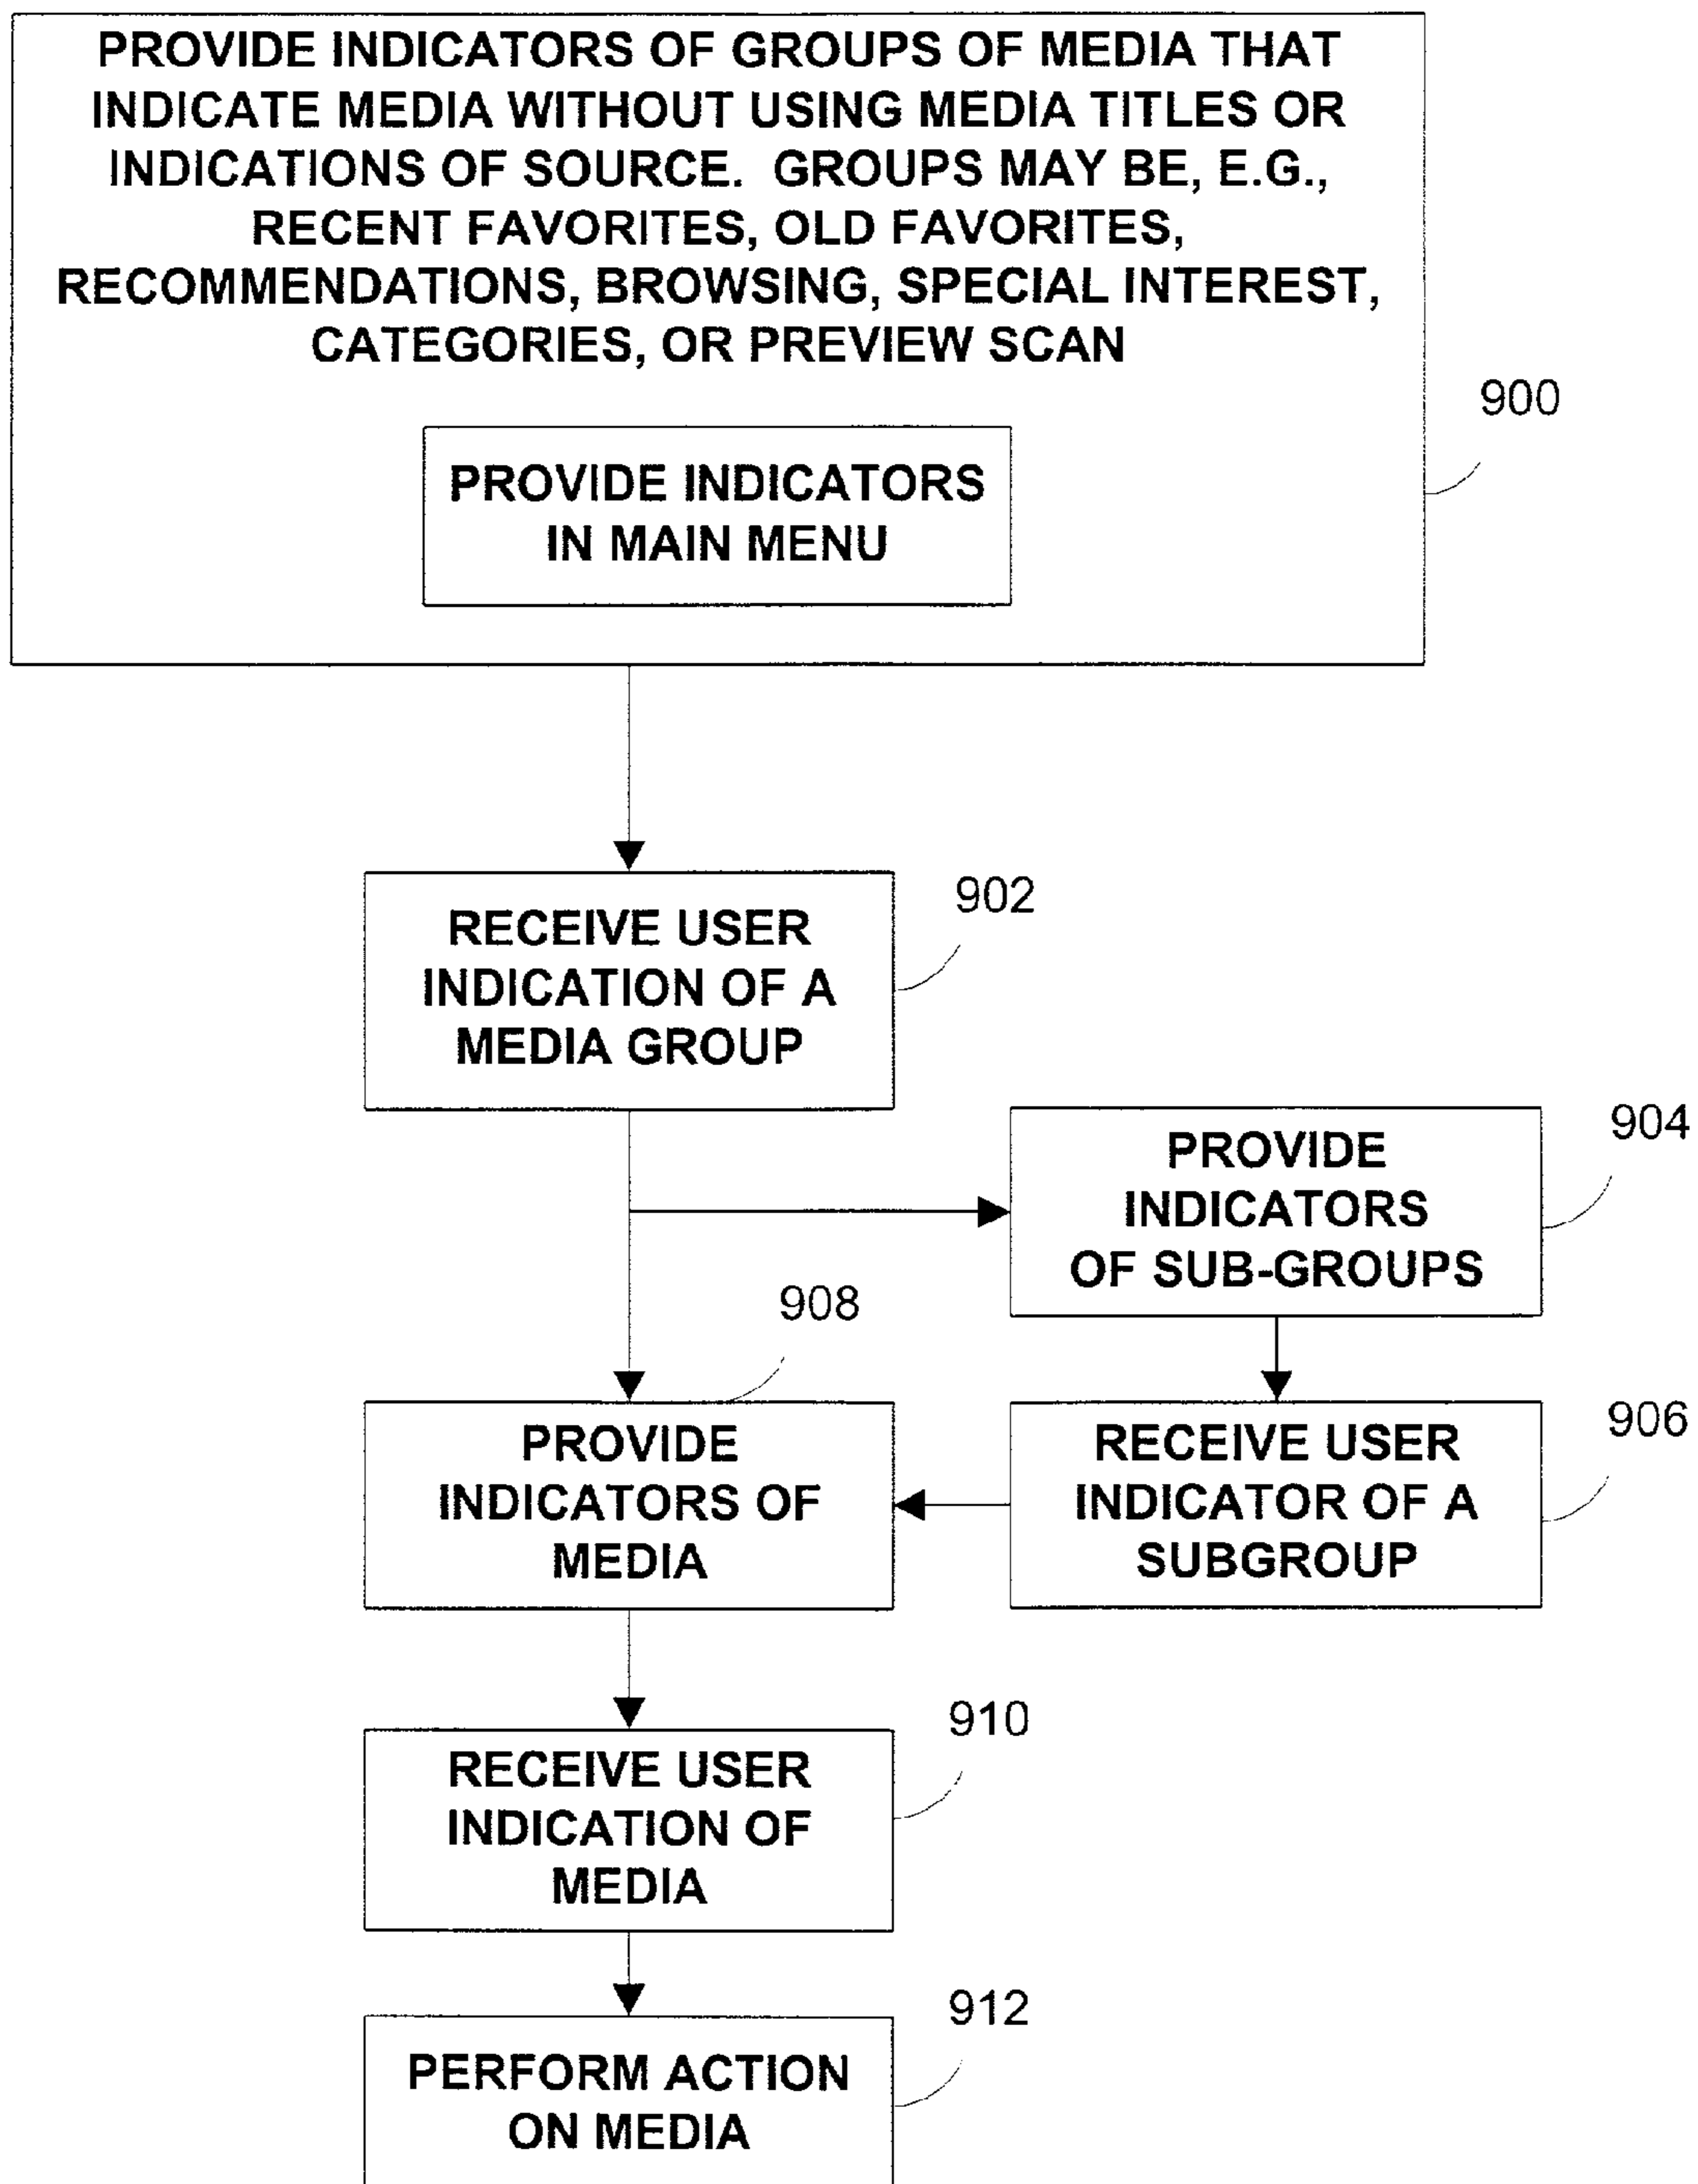 PROVIDE INDICATORS OF GROUPS OF MEDIA THAT
INDICATE MEDIA WITHOUT USING MEDIA TITLES OR
INDICATIONS OF SOURCE.  GROUPS MAY BE, E.G.,
RECENT FAVORITES, OLD FAVORITES,
RECOMMENDATIONS, BROWSING, SPECIAL INTEREST,
CATEGORIES, OR PREVIEW SCAN
900
PROVIDE INDICATORS
IN MAIN MENU
902
RECEIVE USER
INDICATION OF A
MEDIA GROUP
904
PROVIDE
INDICATORS
OF SUB-GROUPS
908
PROVIDE
INDICATORS OF
MEDIA
906
RECEIVE USER
INDICATOR OF A
SUBGROUP
910
RECEIVE USER
INDICATION OF
MEDIA
912
PERFORM ACTION
ON MEDIA